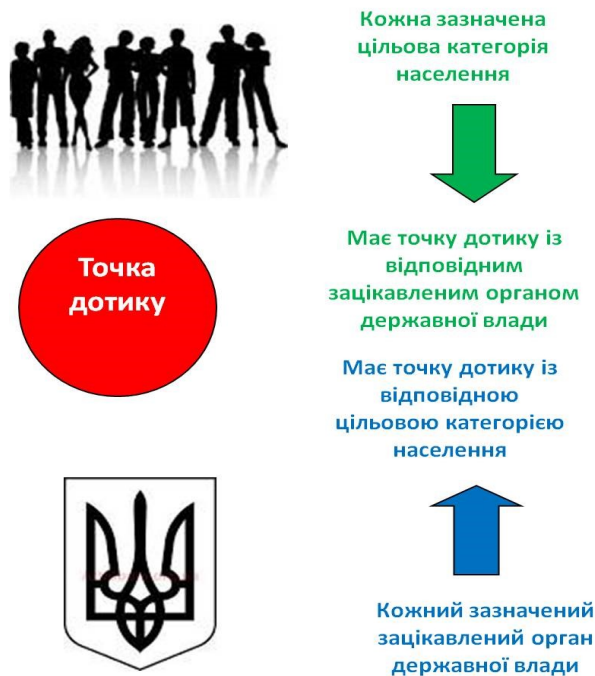 Кожна зазначена
цільова категорія
населення
Точка
дотику
Має точку дотику із
відповідним
зацікавленим органом
державної влади
Має точку дотику із
відповідною
цільовою категорією
населення
Кожний зазначений
зацікавлений орган
державної влади